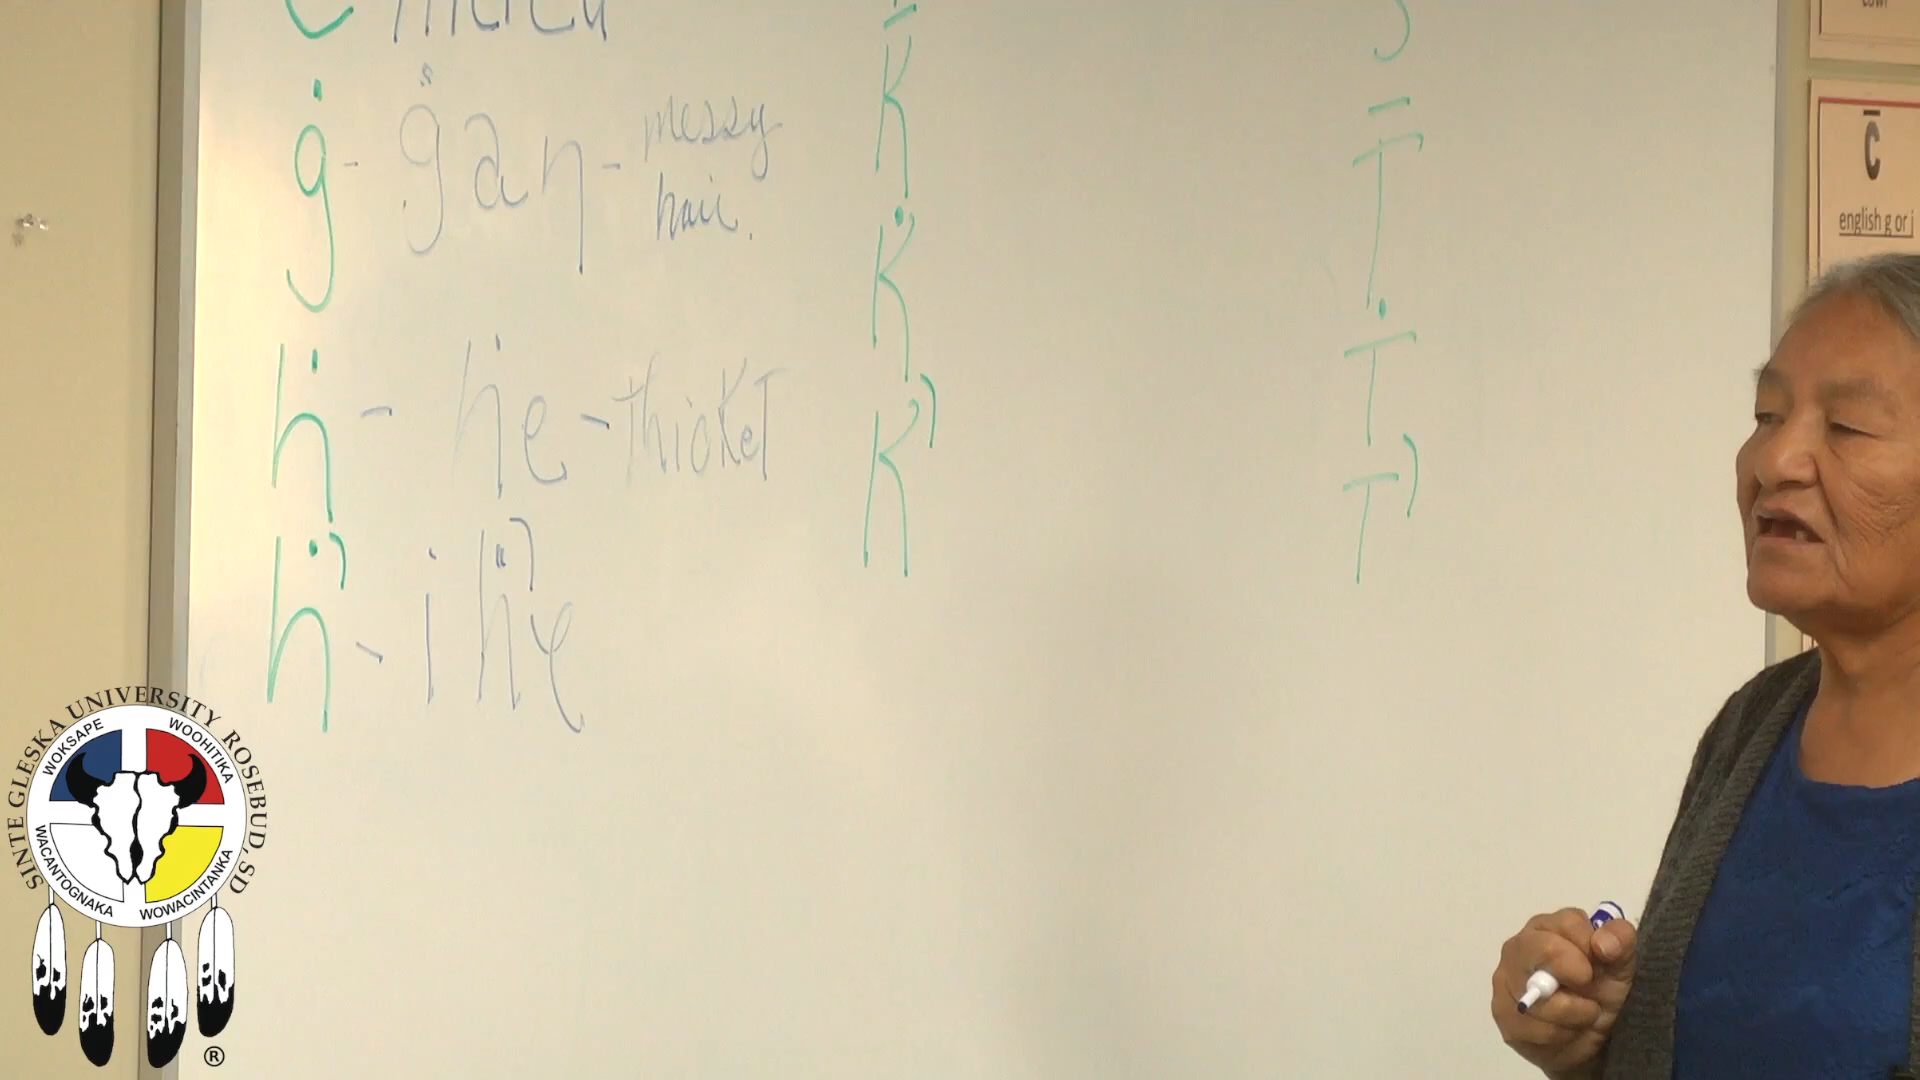 ġ - ġaŋ - messy
hair.
ḣ - ḣe - thicket
ḣ' - iḣ'e
K̄
K̇
K'
T̄
Ṫ
T'
c̄
english g or j
SINTE GLESKA UNIVERSITY ROSEBUD, SD
WOKSAPE
WOOHITIKA
WACANTOGNAKA
WOWACINTANKA
®